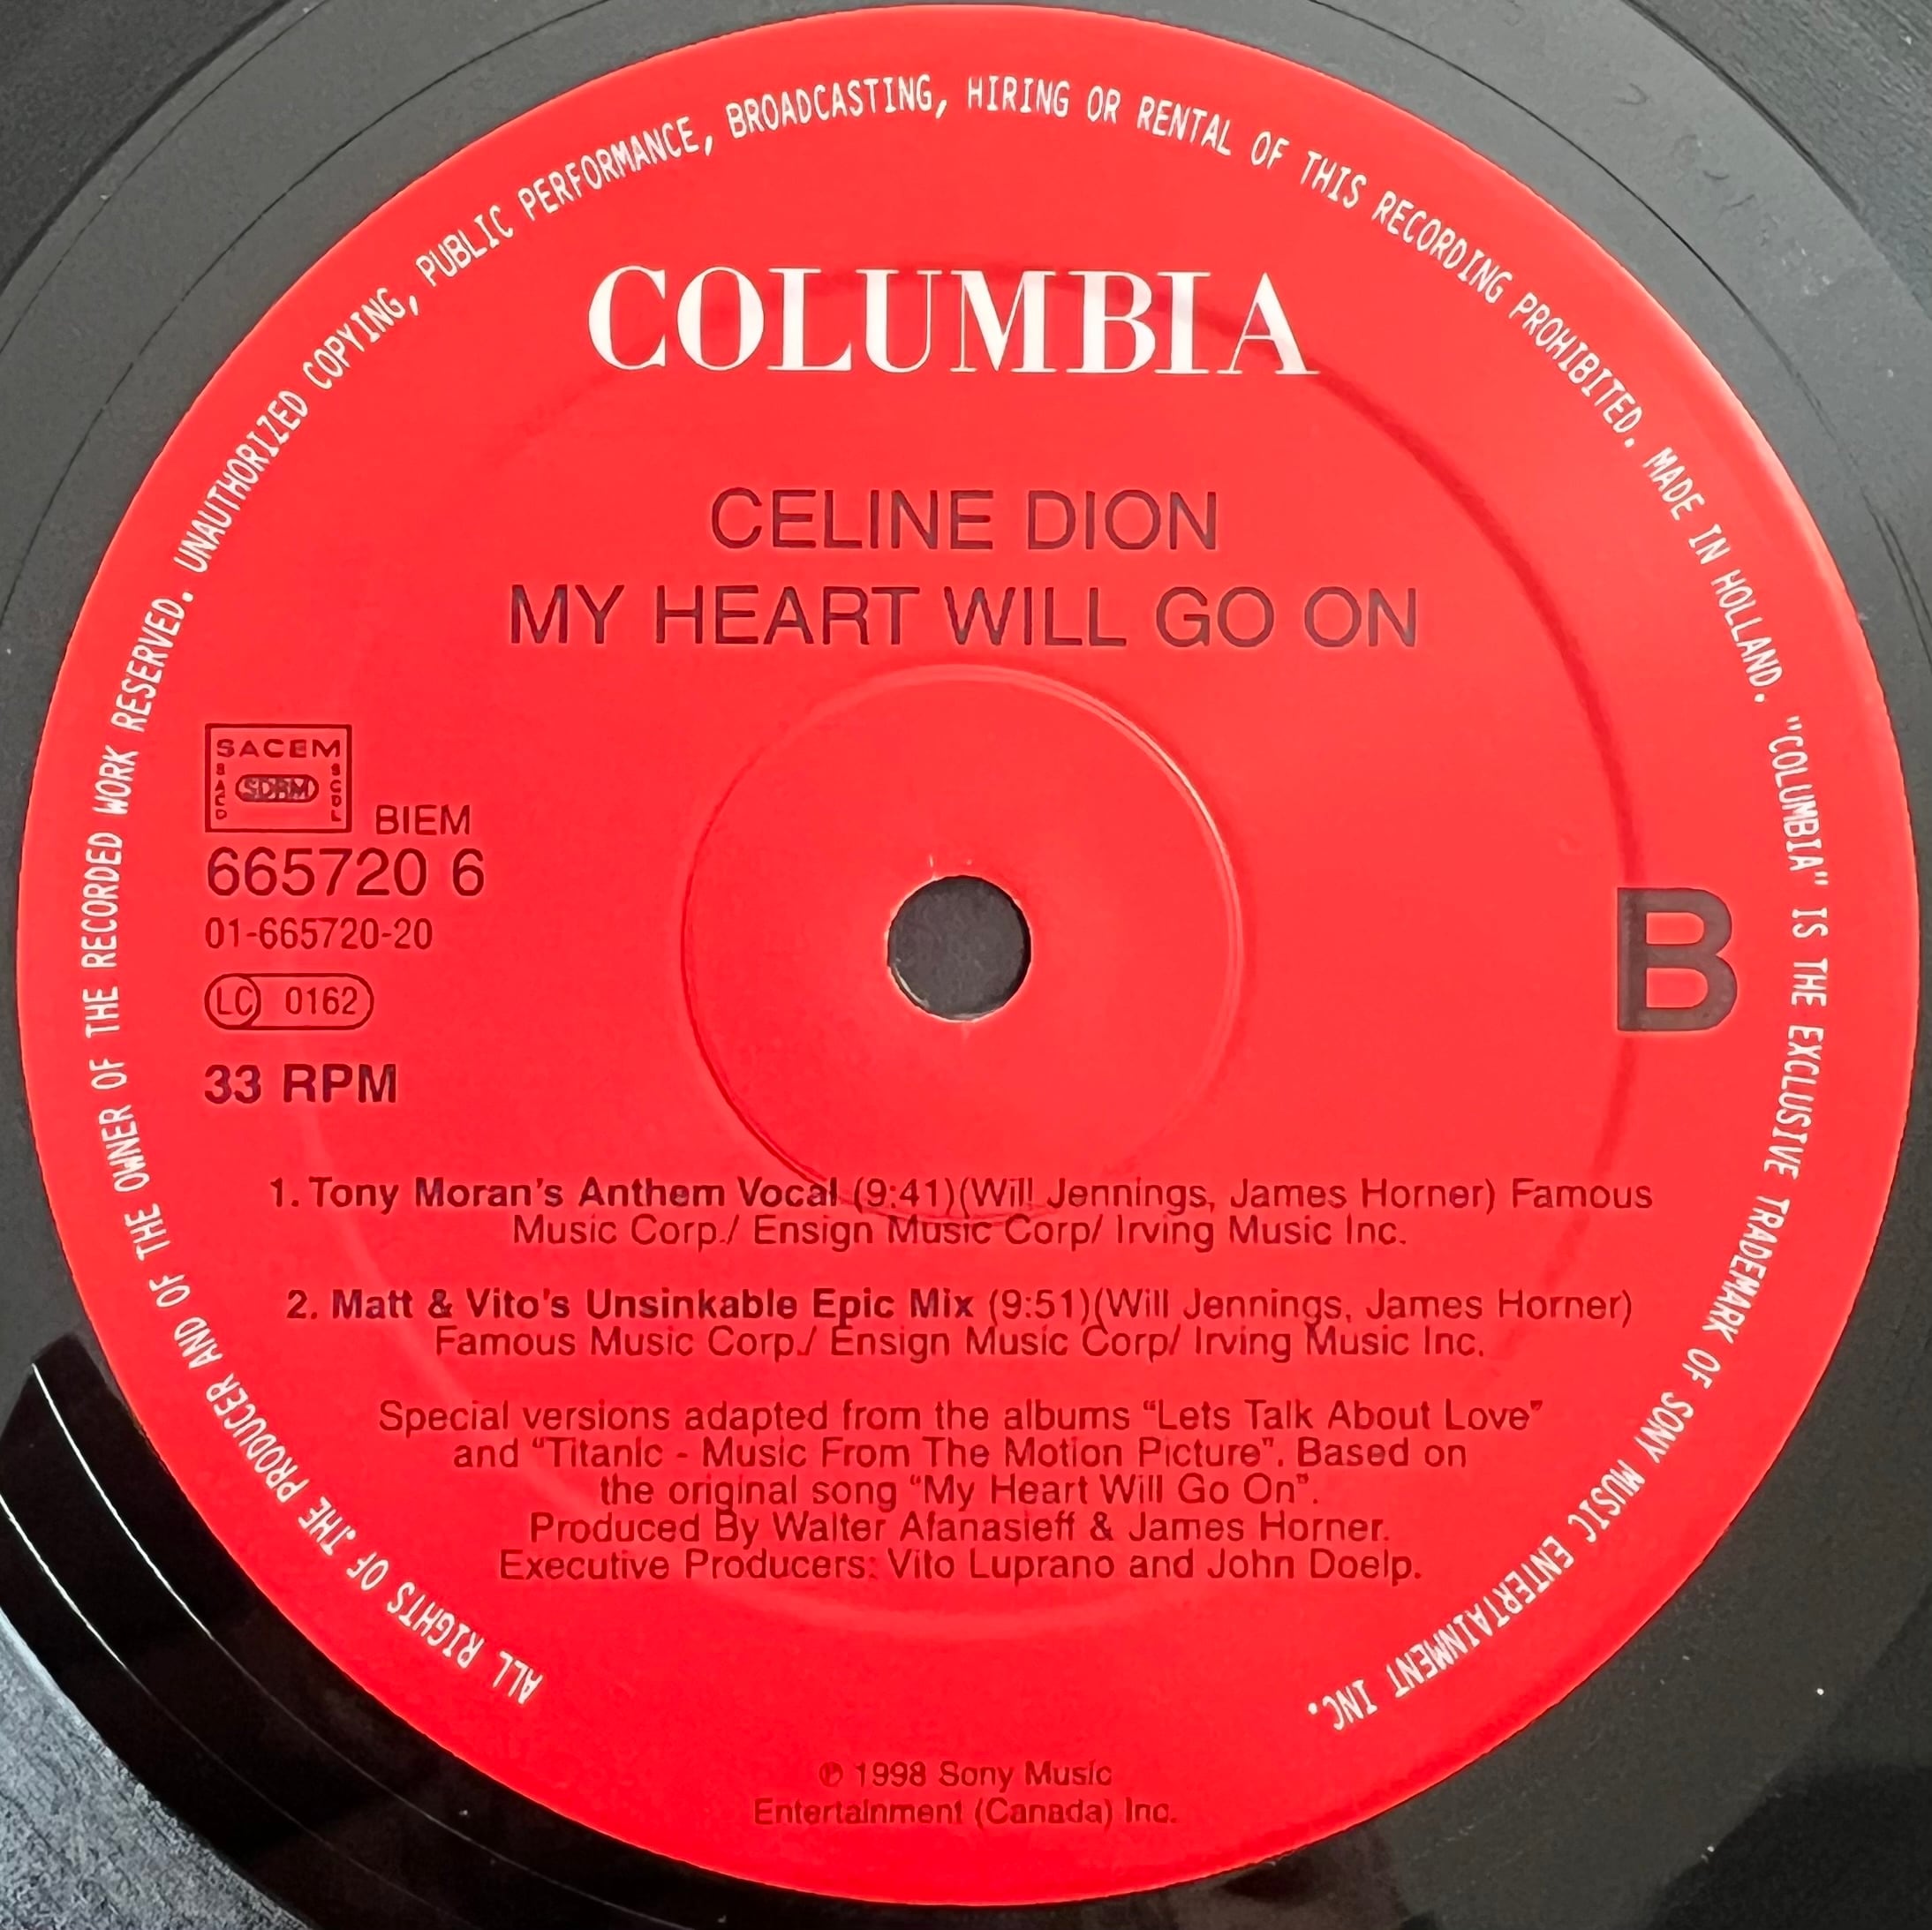 ALL RIGHTS OF THE PRODUCER AND OF THE OWNER OF THE RECORDED WORK RESERVED. UNAUTHORIZED COPYING, PUBLIC PERFORMANCE, BROADCASTING, HIRING OR RENTAL OF THIS RECORDING PROHIBITED. MADE IN HOLLAND. "COLUMBIA" IS THE EXCLUSIVE TRADEMARK OF SONY MUSIC ENTERTAINMENT INC.
COLUMBIA
CELINE DION
MY HEART WILL GO ON
SACEM
SACD SDRM SCDL
BIEM
665720 6
01-665720-20
LC 0162
33 RPM
B
1. Tony Moran's Anthem Vocal (9:41)(Will Jennings, James Horner) Famous
Music Corp./ Ensign Music Corp/ Irving Music Inc.
2. Matt & Vito's Unsinkable Epic Mix (9:51)(Will Jennings, James Horner)
Famous Music Corp./ Ensign Music Corp/ Irving Music Inc.
Special versions adapted from the albums "Lets Talk About Love"
and "Titanic - Music From The Motion Picture". Based on
the original song "My Heart Will Go On".
Produced By Walter Afanasieff & James Horner.
Executive Producers: Vito Luprano and John Doelp.
℗ 1998 Sony Music
Entertainment (Canada) Inc.